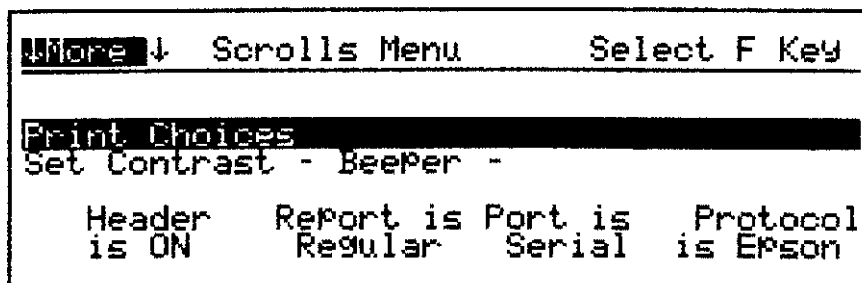 ↓More↓ Scrolls Menu Select F Key
Print Choices
Set Contrast - Beeper -
Header Report is Port is Protocol
is ON Regular Serial is Epson